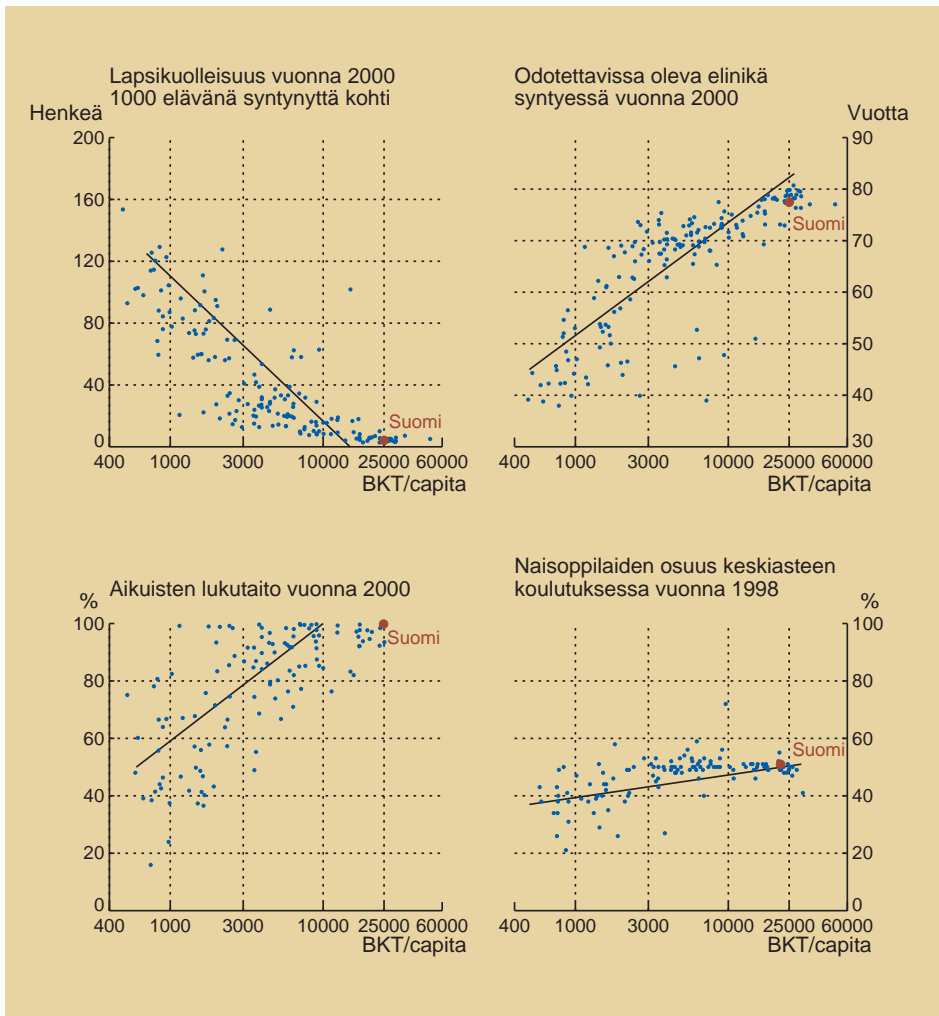 Lapsikuolleisuus vuonna 2000
1000 elävänä syntynyttä kohti
Henkeä
200
160
120
80
40
0
Suomi
400 1000 3000 10000 25000 60000
BKT/capita
Odotettavissa oleva elinikä
syntyessä vuonna 2000
Vuotta
90
80
70
60
50
40
30
Suomi
400 1000 3000 10000 25000 60000
BKT/capita
Aikuisten lukutaito vuonna 2000
%
100
80
60
40
20
0
Suomi
400 1000 3000 10000 25000 60000
BKT/capita
Naisoppilaiden osuus keskiasteen
koulutuksessa vuonna 1998
%
100
80
60
40
20
0
Suomi
400 1000 3000 10000 25000 60000
BKT/capita